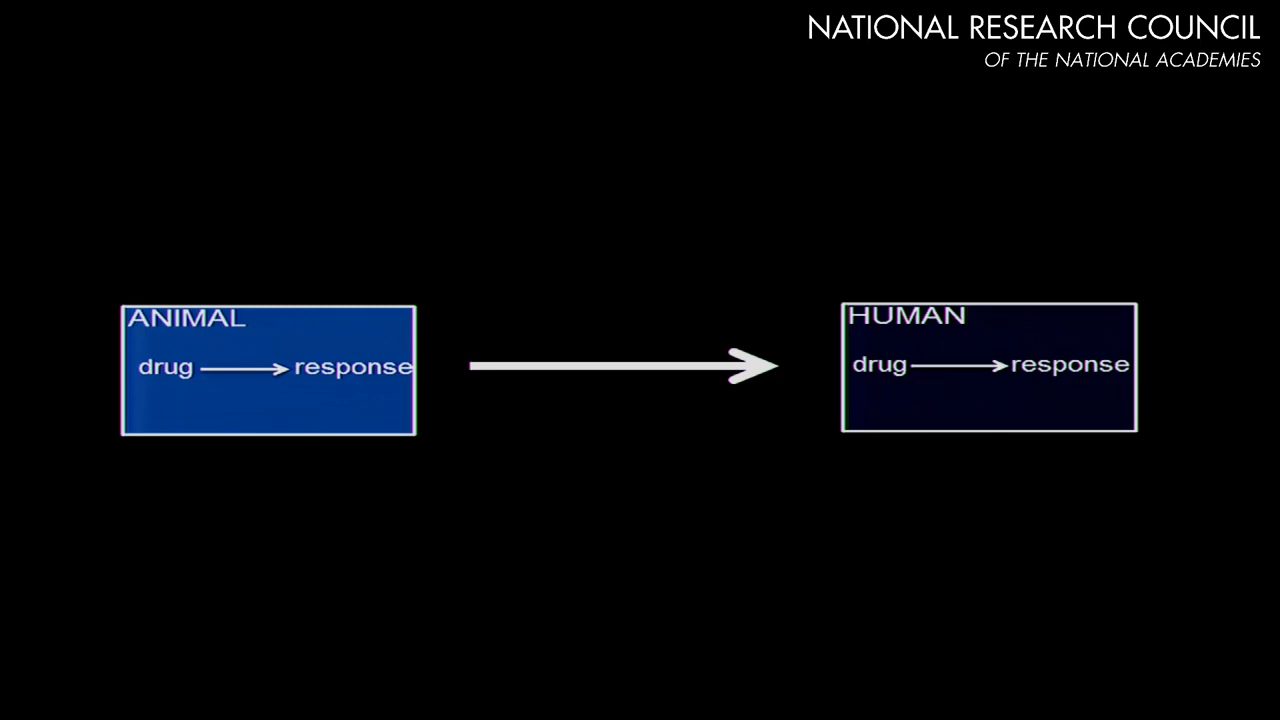 NATIONAL RESEARCH COUNCIL
OF THE NATIONAL ACADEMIES
ANIMAL
drug response
HUMAN
drug response